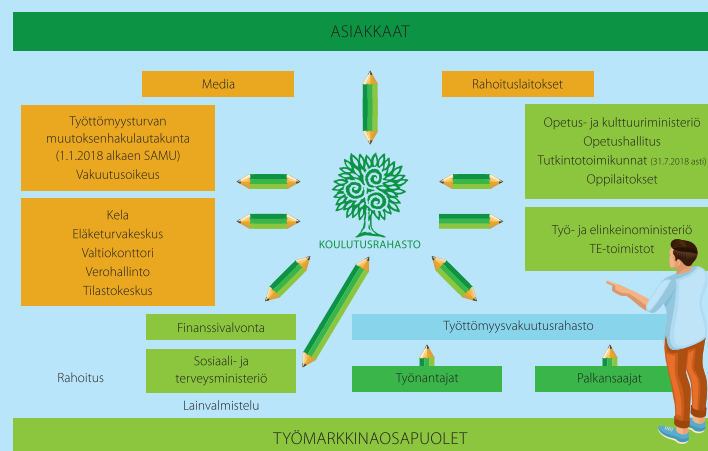 ASIAKKAAT
Media
Rahoituslaitokset
Työttömyysturvan
muutoksenhakulautakunta
(1.1.2018 alkaen SAMU)
Vakuutusoikeus
Opetus- ja kulttuuriministeriö
Opetushallitus
Tutkintotoimikunnat (31.7.2018 asti)
Oppilaitokset
Kela
Eläketurvakeskus
Valtiokonttori
Verohallinto
Tilastokeskus
KOULUTUSRAHASTO
Työ- ja elinkeinoministeriö
TE-toimistot
Finanssivalvonta
Työttömyysvakuutusrahasto
Rahoitus
Sosiaali- ja
terveysministeriö
Työnantajat
Palkansaajat
Lainvalmistelu
TYÖMARKKINAOSAPUOLET